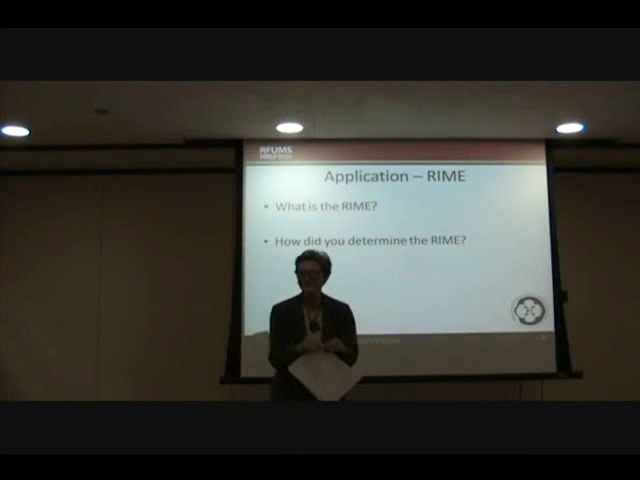 RFUMS
Application – RIME
• What is the RIME?
• How did you determine the RIME?